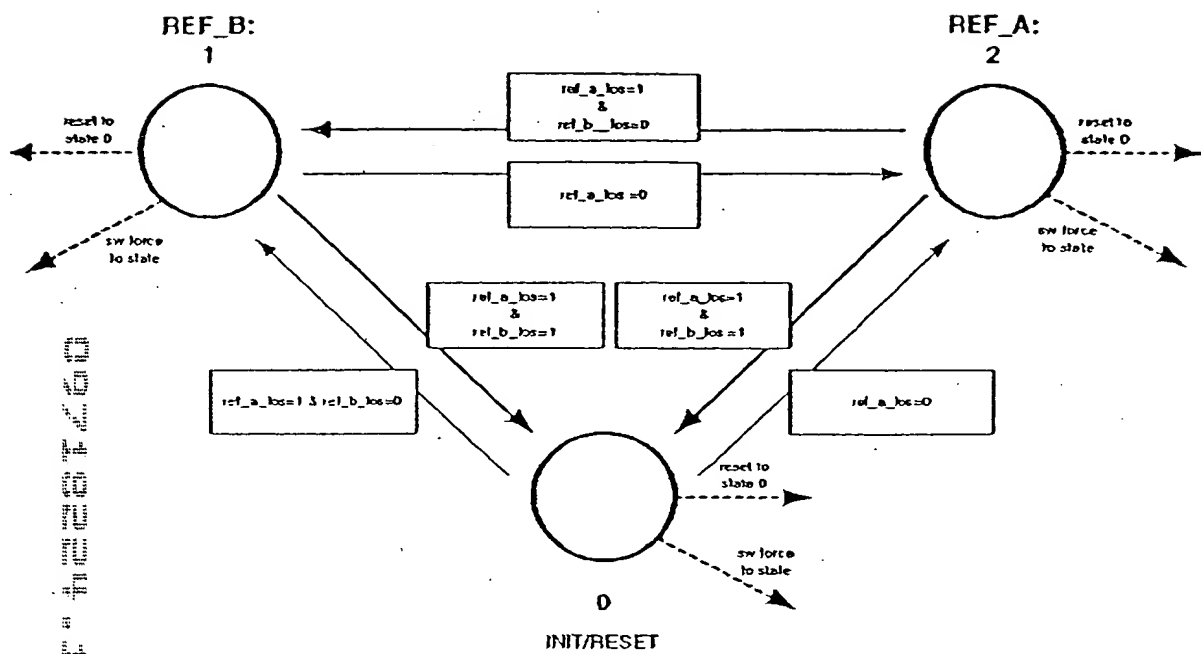 REF_B:
1
REF_A:
2
ref_a_los=1
&
ref_b_los=0
ref_a_los =0
reset to
state 0
reset to
state 0
sw force
to state
sw force
to state
ref_a_los=1
&
ref_b_los=1
ref_a_los=1
&
ref_b_los=1
ref_a_los=1 & ref_b_los=0
ref_a_los=0
reset to
state 0
sw force
to state
0
INIT/RESET